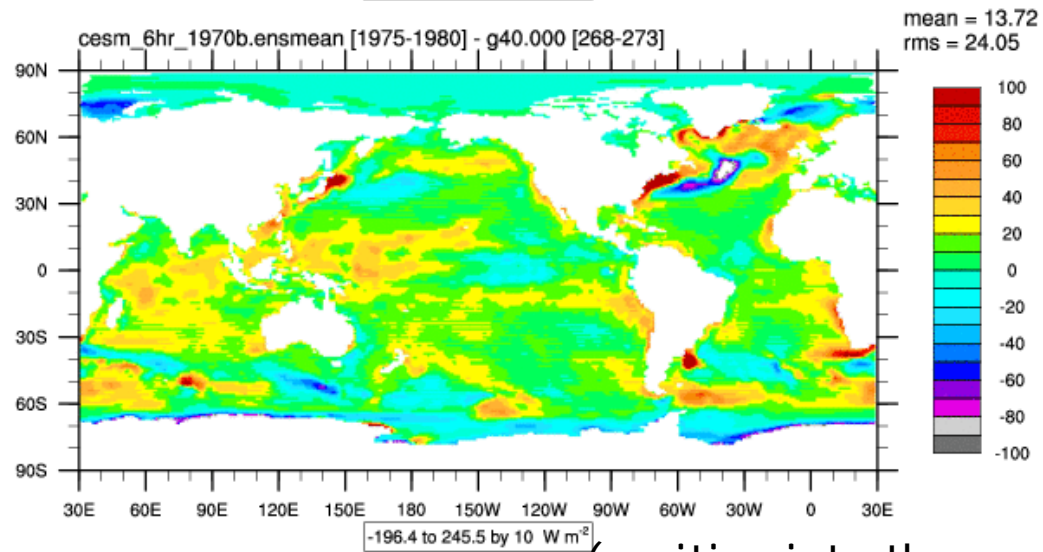 mean = 13.72
cesm_6hr_1970b.ensmean [1975-1980] - g40.000 [268-273]
rms = 24.05
90N
60N
30N
0
30S
60S
90S
100
80
60
40
20
0
-20
-40
-60
-80
-100
30E 60E 90E 120E 150E 180 150W 120W 90W 60W 30W 0 30E
-196.4 to 245.5 by 10 W m-2